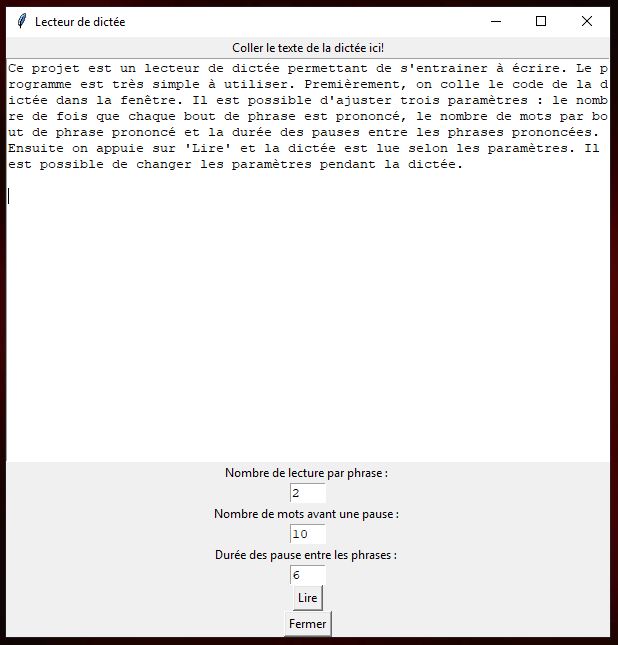 Lecteur de dictée
Coller le texte de la dictée ici!
Ce projet est un lecteur de dictée permettant de s'entrainer à écrire. Le p
rogramme est très simple à utiliser. Premièrement, on colle le code de la d
ictée dans la fenêtre. Il est possible d'ajuster trois paramètres : le nomb
re de fois que chaque bout de phrase est prononcé, le nombre de mots par bo
ut de phrase prononcé et la durée des pauses entre les phrases prononcées.
Ensuite on appuie sur 'Lire' et la dictée est lue selon les paramètres. Il
est possible de changer les paramètres pendant la dictée.
Nombre de lecture par phrase :
2
Nombre de mots avant une pause :
10
Durée des pause entre les phrases :
6
Lire
Fermer